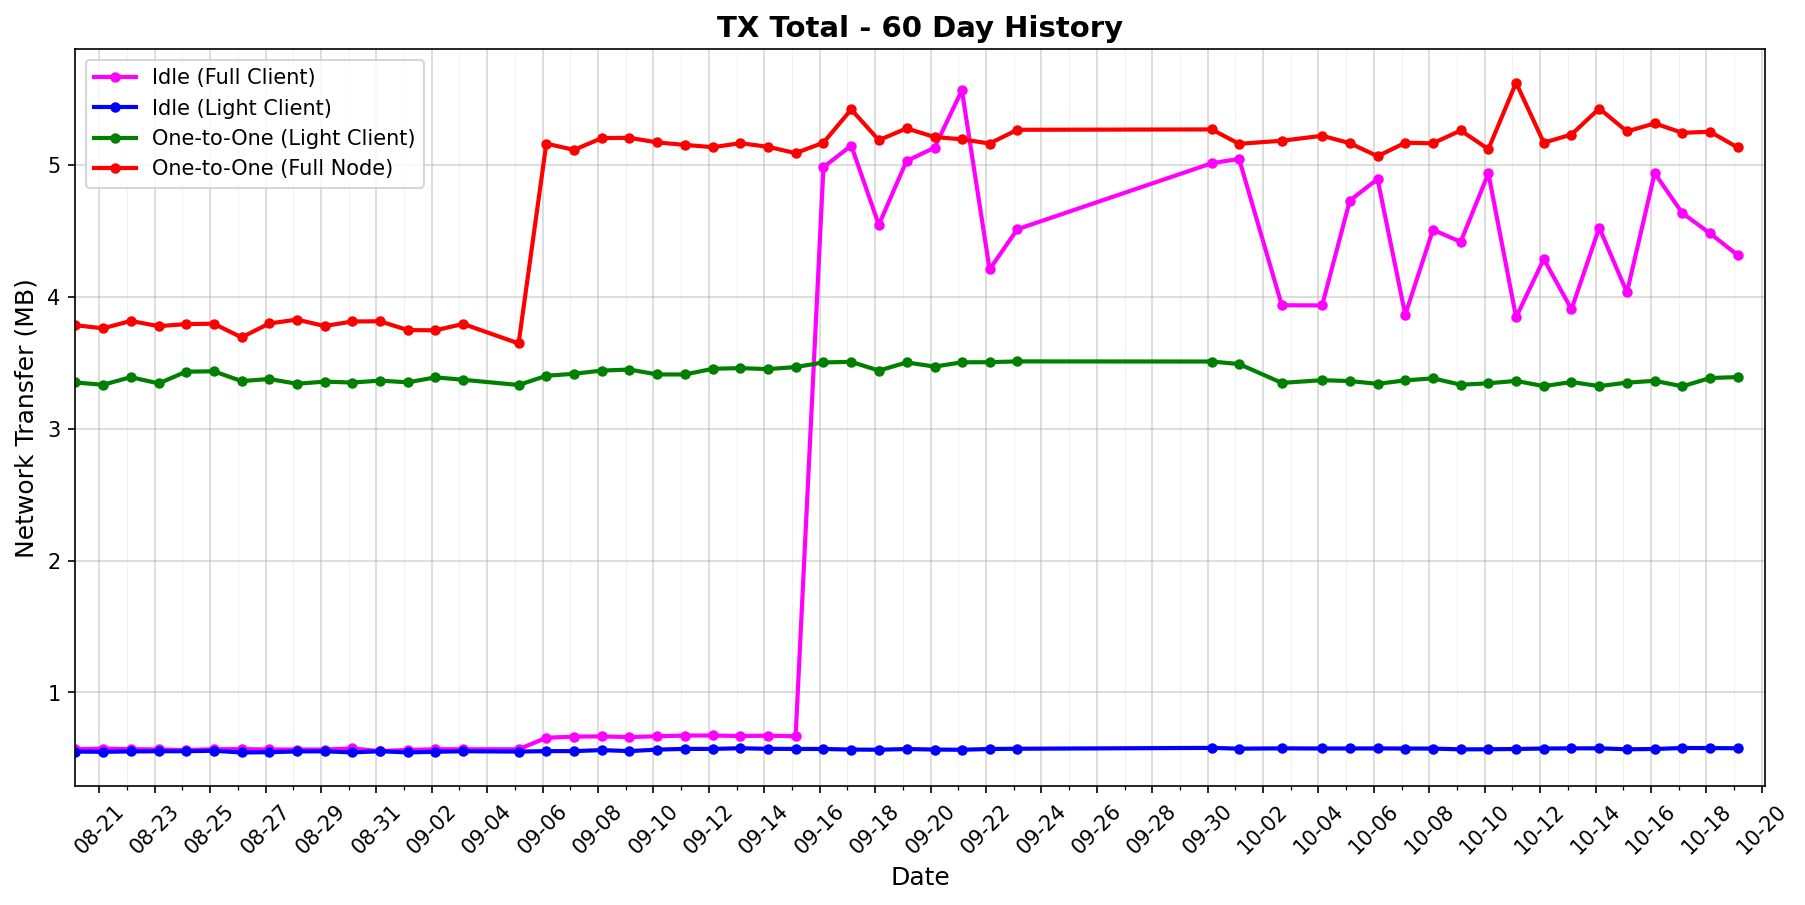 TX Total - 60 Day History
Idle (Full Client)
Idle (Light Client)
One-to-One (Light Client)
One-to-One (Full Node)
Network Transfer (MB)
5
4
3
2
1
08-21 08-23 08-25 08-27 08-29 08-31 09-02 09-04 09-06 09-08 09-10 09-12 09-14 09-16 09-18 09-20 09-22 09-24 09-26 09-28 09-30 10-02 10-04 10-06 10-08 10-10 10-12 10-14 10-16 10-18 10-20
Date